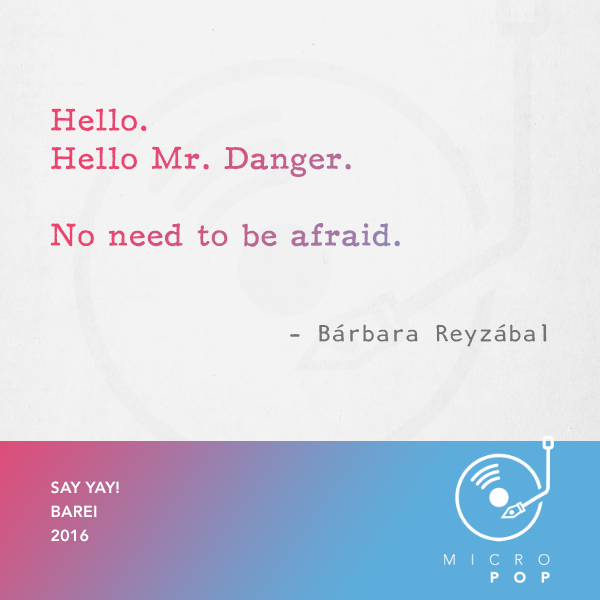 Hello.
Hello Mr. Danger.
No need to be afraid.
- Bárbara Reyzábal
SAY YAY!
BAREI
2016
MICRO
POP